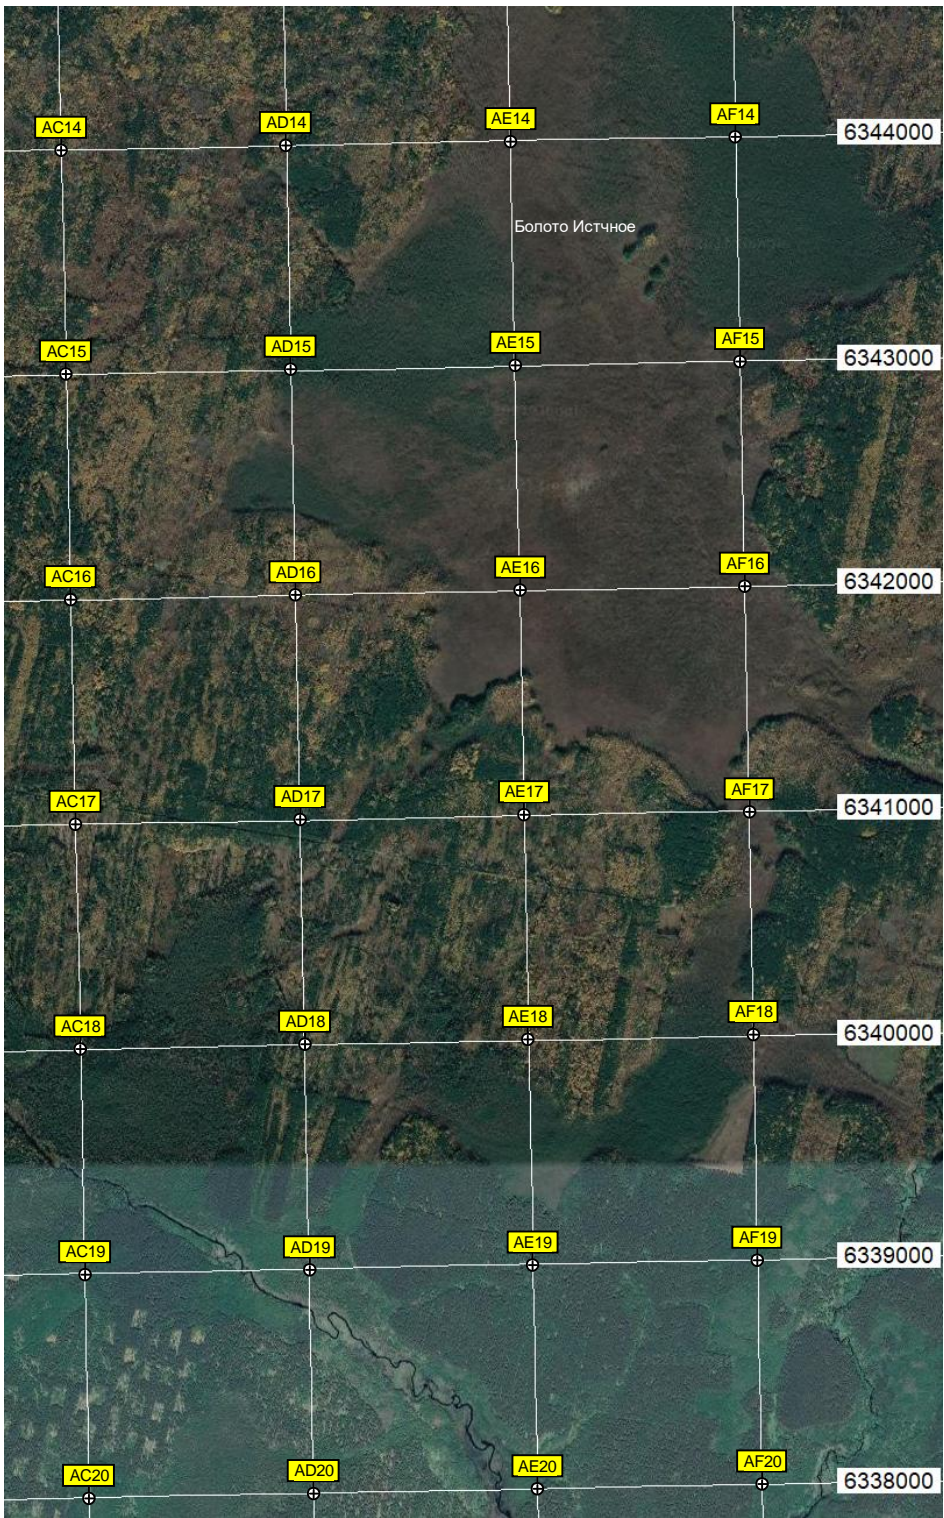 AC14 AD14 AE14 AF14 6344000
Болото Истчное
AC15 AD15 AE15 AF15 6343000
AC16 AD16 AE16 AF16 6342000
AC17 AD17 AE17 AF17 6341000
AC18 AD18 AE18 AF18 6340000
AC19 AD19 AE19 AF19 6339000
AC20 AD20 AE20 AF20 6338000